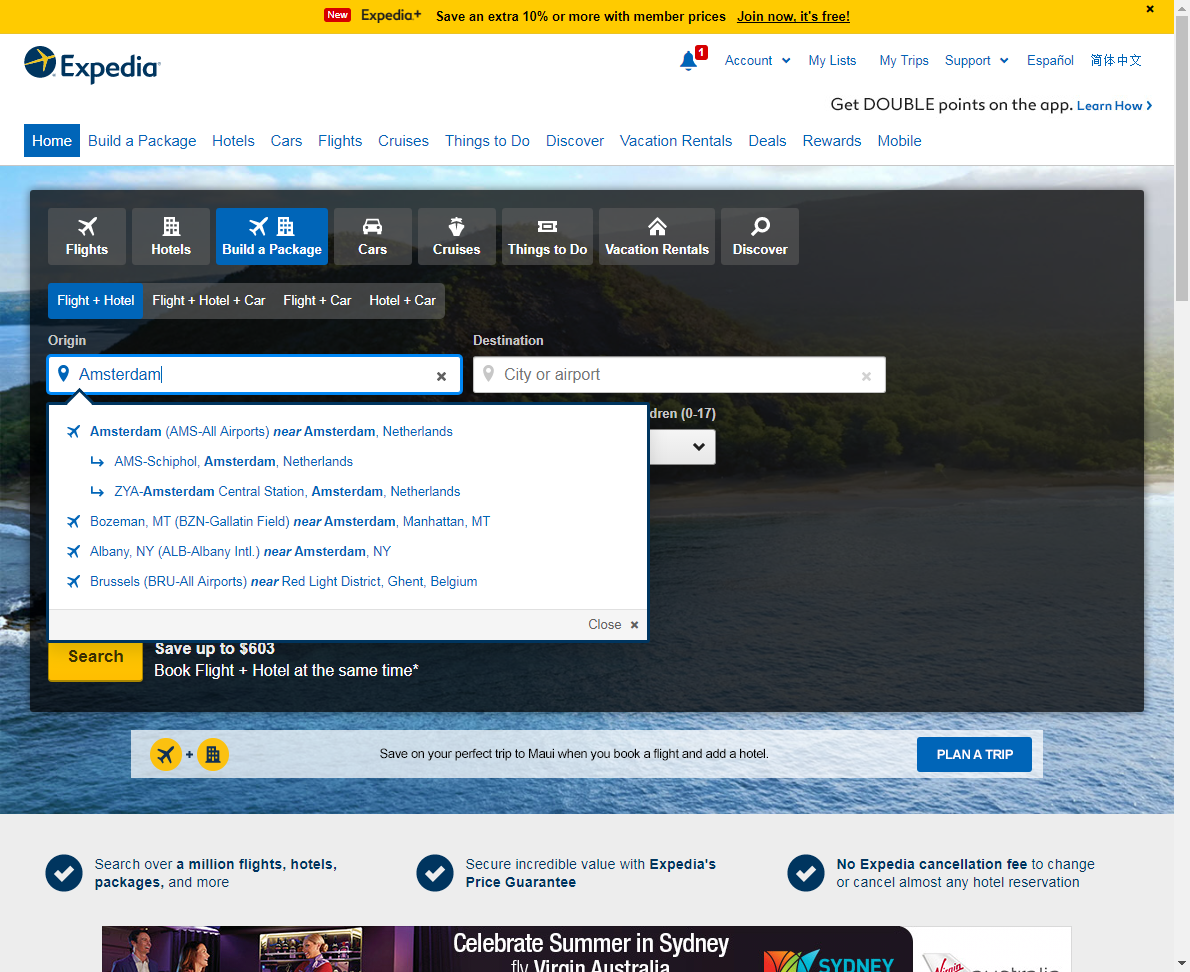 New Expedia+ Save an extra 10% or more with member prices Join now, it's free!
Expedia
1 Account My Lists My Trips Support Español 简体中文
Get DOUBLE points on the app. Learn How
Home Build a Package Hotels Cars Flights Cruises Things to Do Discover Vacation Rentals Deals Rewards Mobile
Flights Hotels Build a Package Cars Cruises Things to Do Vacation Rentals Discover
Flight + Hotel Flight + Hotel + Car Flight + Car Hotel + Car
Origin Destination
Amsterdam City or airport
dren (0-17)
Amsterdam (AMS-All Airports) near Amsterdam, Netherlands
AMS-Schiphol, Amsterdam, Netherlands
ZYA-Amsterdam Central Station, Amsterdam, Netherlands
Bozeman, MT (BZN-Gallatin Field) near Amsterdam, Manhattan, MT
Albany, NY (ALB-Albany Intl.) near Amsterdam, NY
Brussels (BRU-All Airports) near Red Light District, Ghent, Belgium
Close
Search
Save up to $603
Book Flight + Hotel at the same time*
+ Save on your perfect trip to Maui when you book a flight and add a hotel. PLAN A TRIP
Search over a million flights, hotels,
packages, and more
Secure incredible value with Expedia's
Price Guarantee
No Expedia cancellation fee to change
or cancel almost any hotel reservation
Celebrate Summer in Sydney
fly Virgin Australia
SYDNEY
Virgin australia